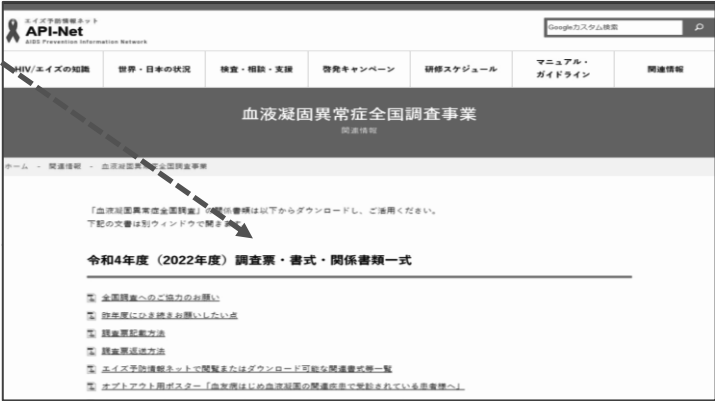 エイズ予防情報ネット
API-Net
AIDS Prevention Information Network
Googleカスタム検索
HIV/エイズの知識
世界・日本の状況
検査・相談・支援
啓発キャンペーン
研修スケジュール
マニュアル・
ガイドライン
関連情報
血液凝固異常症全国調査事業
関連情報
ホーム - 関連情報 - 血液凝固異常症全国調査事業
「血液凝固異常症全国調査」の関係書類は以下からダウンロードし、ご活用ください。
下記の文書は別ウィンドウで開きます。
令和4年度（2022年度）調査票・書式・関係書類一式
全国調査へのご協力のお願い
昨年度にひき続きお願いしたい点
調査票記載方法
調査票返送方法
エイズ予防情報ネットで閲覧またはダウンロード可能な関連書式等一覧
オプトアウト用ポスター「血友病はじめ血液凝固の関連疾患で受診されている患者様へ」